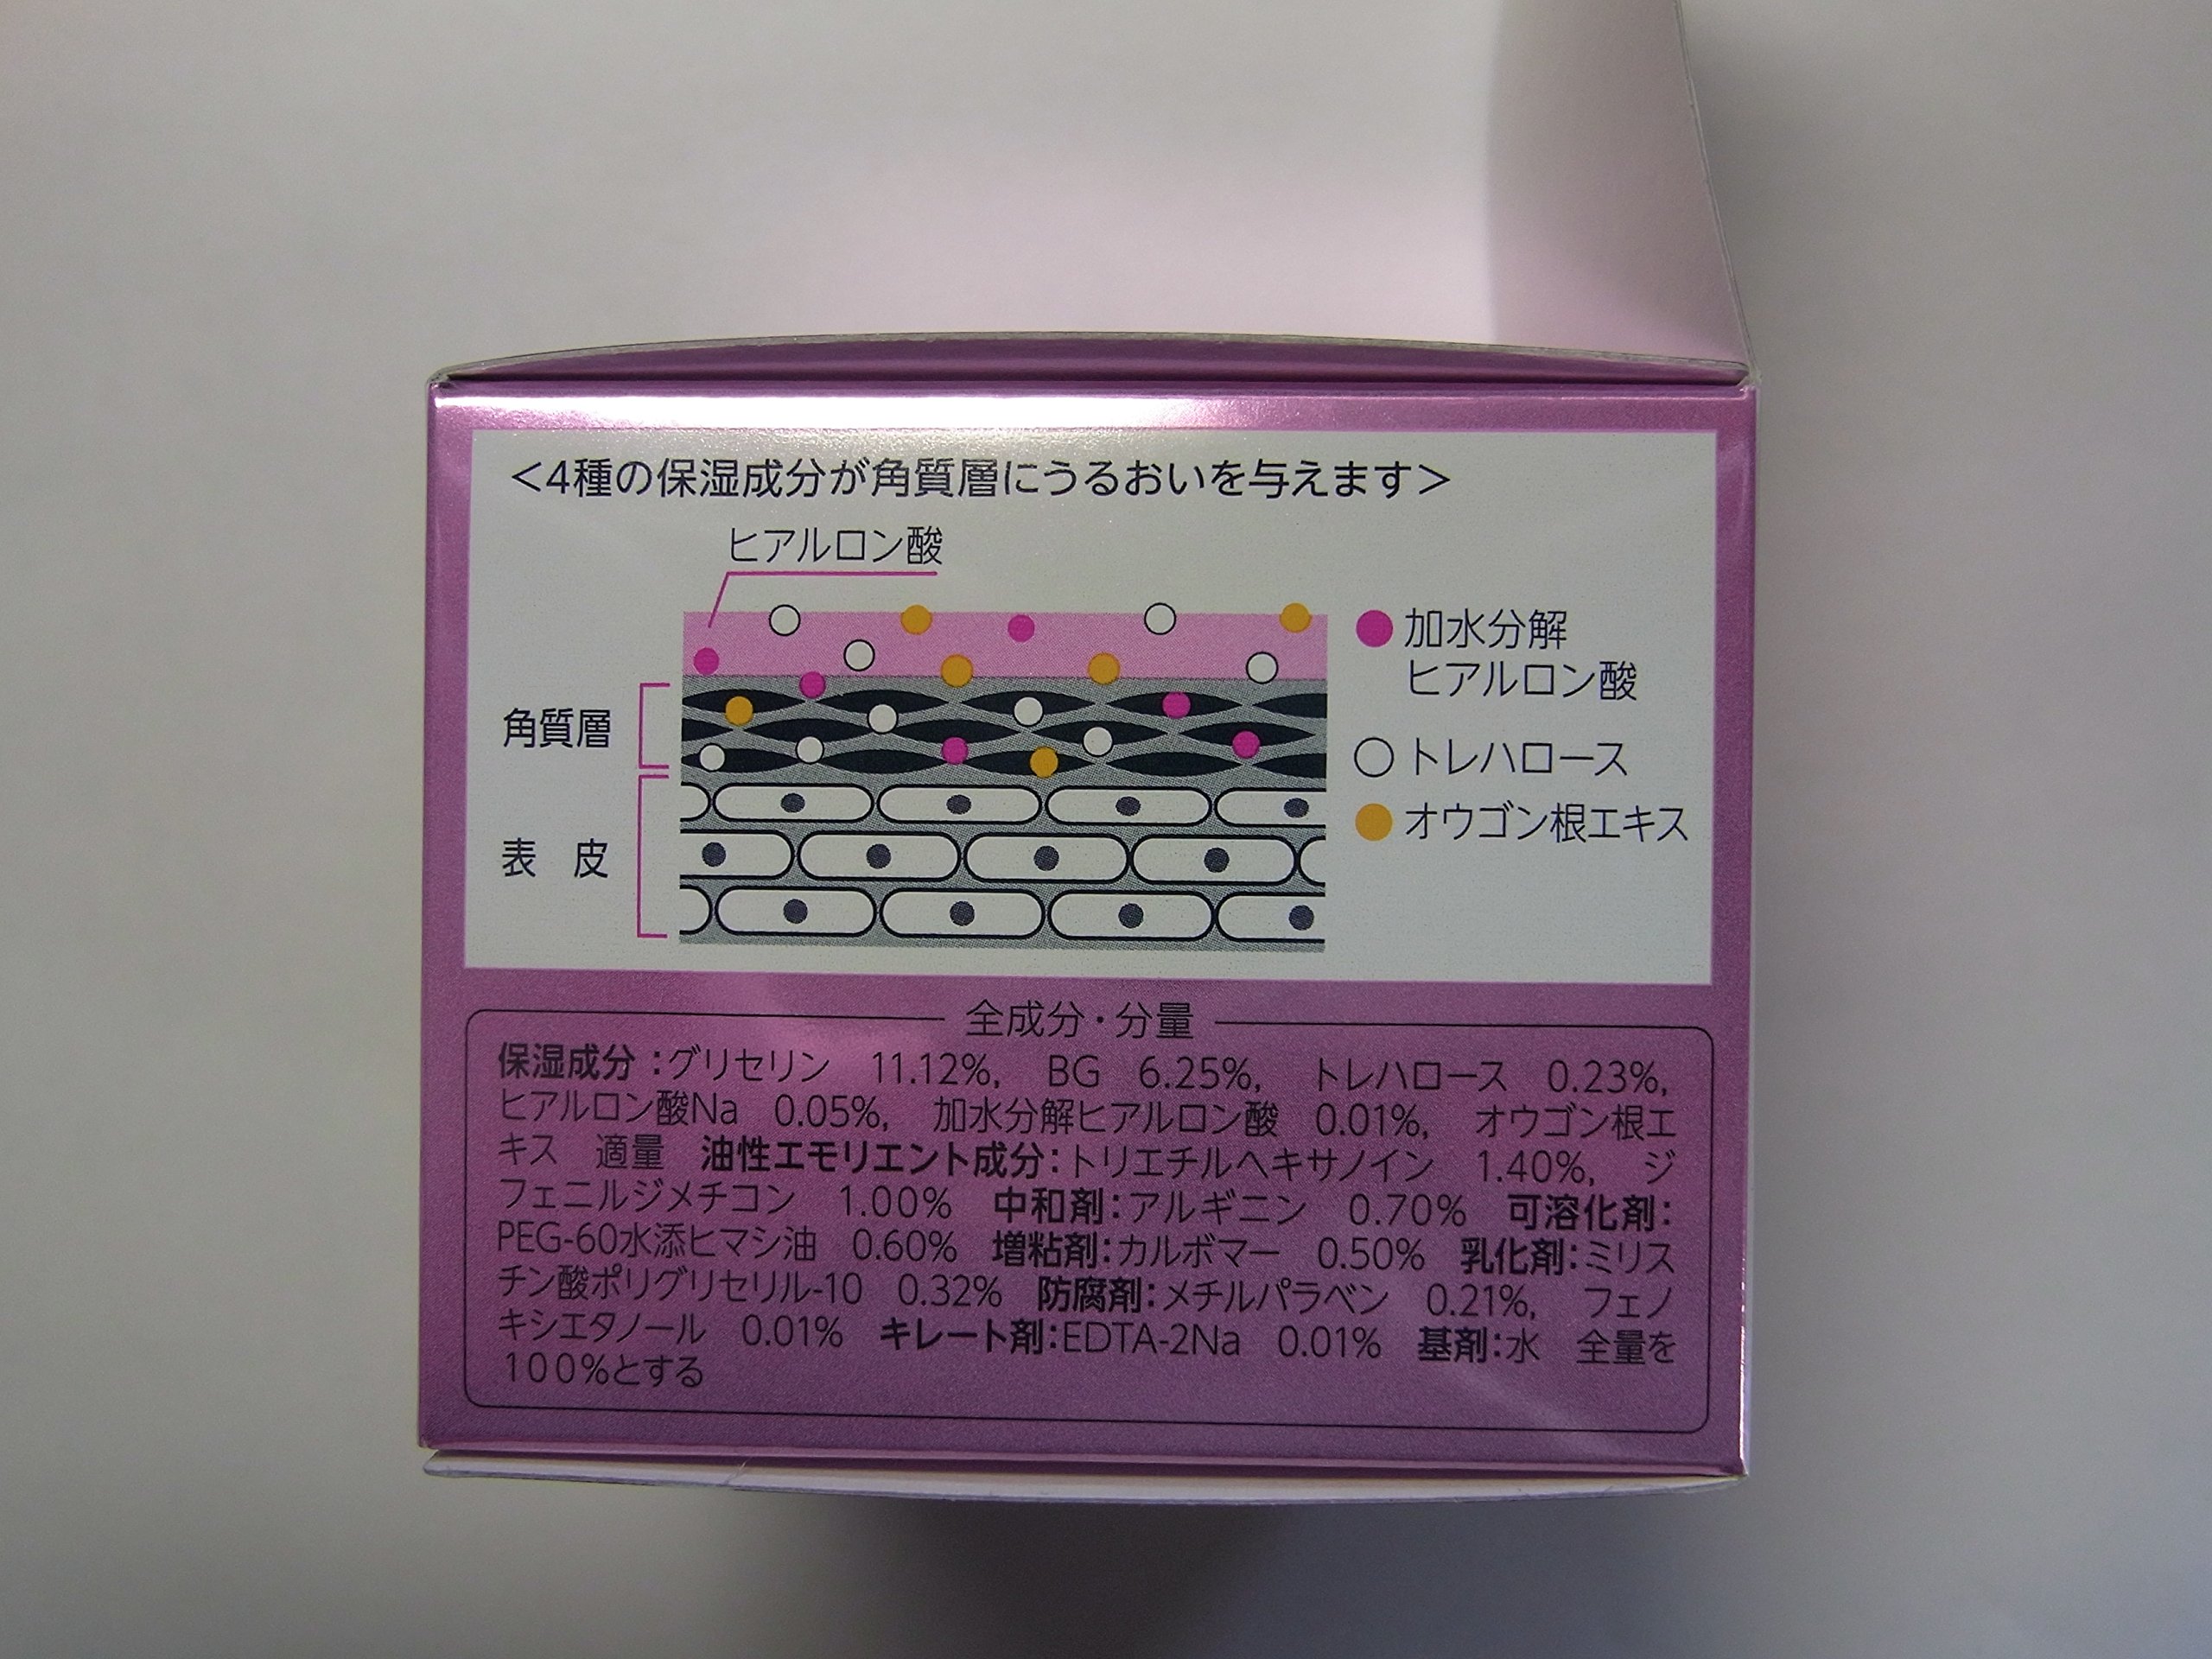 <4種の保湿成分が角質層にうるおいを与えます>
ヒアルロン酸
加水分解
ヒアルロン酸
角質層
トレハロース
オウゴン根エキス
表 皮
全成分・分量
保湿成分：グリセリン 11.12%, BG 6.25%, トレハロース 0.23%,
ヒアルロン酸Na 0.05%, 加水分解ヒアルロン酸 0.01%, オウゴン根エ
キス 適量 油性エモリエント成分：トリエチルヘキサノイン 1.40%, ジ
フェニルジメチコン 1.00% 中和剤：アルギニン 0.70% 可溶化剤：
PEG-60水添ヒマシ油 0.60% 増粘剤：カルボマー 0.50% 乳化剤：ミリス
チン酸ポリグリセリル-10 0.32% 防腐剤：メチルパラベン 0.21%, フェノ
キシエタノール 0.01% キレート剤：EDTA-2Na 0.01% 基剤：水 全量を
100%とする